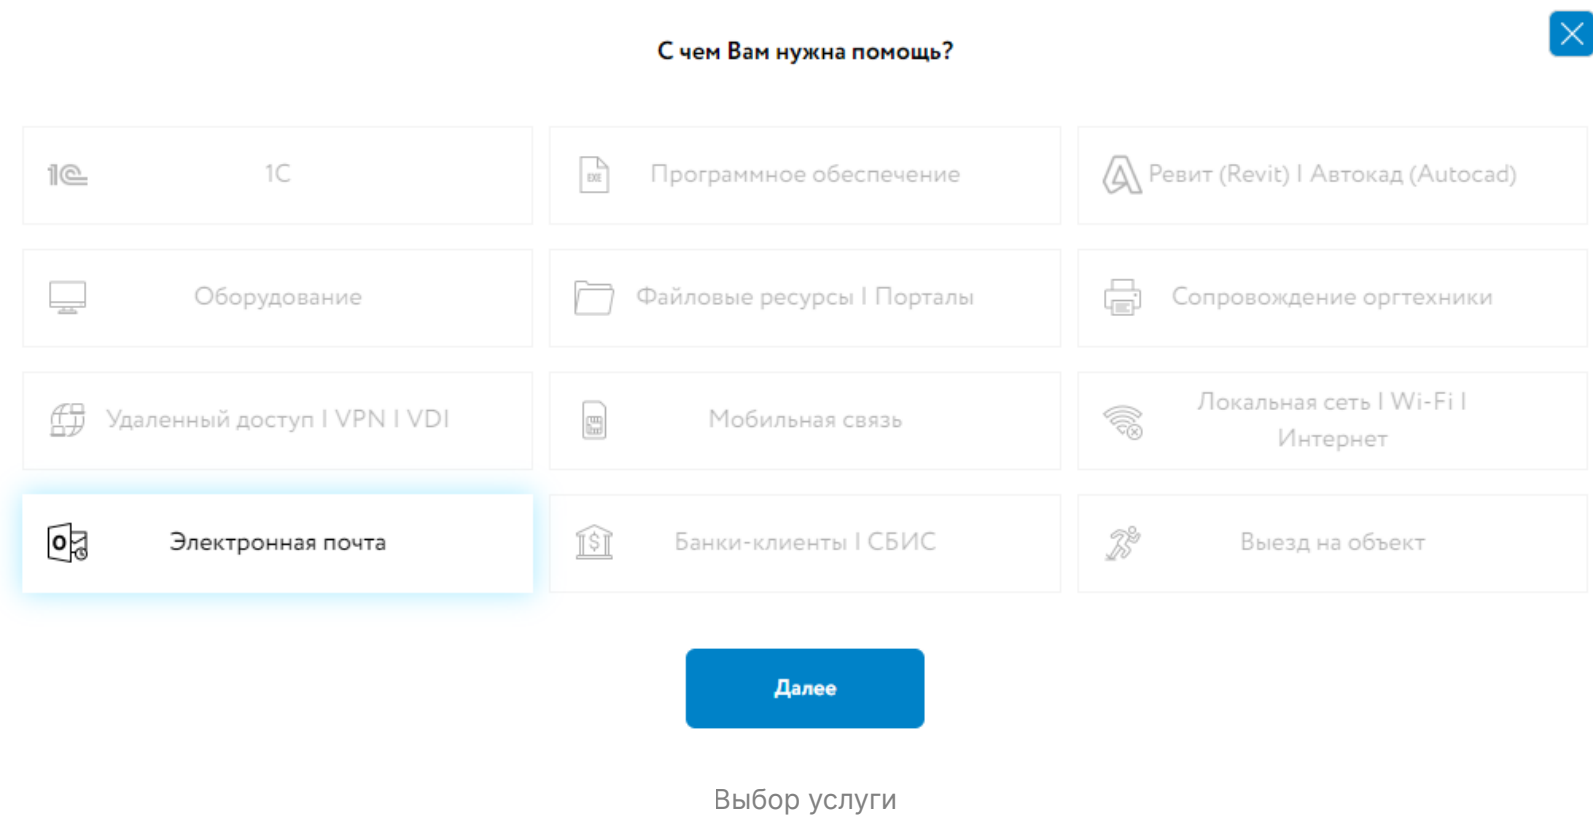 С чем Вам нужна помощь?
1С
Программное обеспечение
EXE
Ревит (Revit) I Автокад (Autocad)
Оборудование
Файловые ресурсы I Порталы
Сопровождение оргтехники
Удаленный доступ I VPN I VDI
Мобильная связь
Локальная сеть I Wi-Fi I
Интернет
Электронная почта
Банки-клиенты I СБИС
Выезд на объект
Далее
Выбор услуги